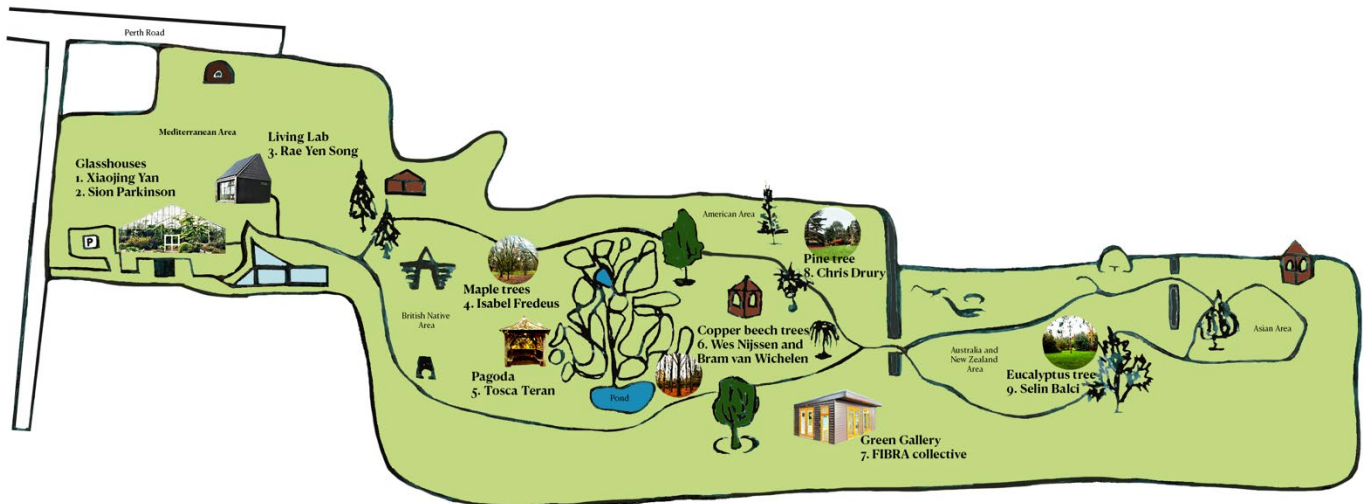 Perth Road
Mediterranean Area
Living Lab
3. Rae Yen Song
Glasshouses
1. Xiaojing Yan
2. Sion Parkinson
P
American Area
Pine tree
8. Chris Drury
Maple trees
4. Isabel Fredeus
British Native
Area
Copper beech trees
6. Wes Nijssen and
Bram van Wichelen
Pagoda
5. Tosca Teran
Pond
Australia and
New Zealand
Area
Eucalyptus tree
9. Selin Balci
Asian Area
Green Gallery
7. FIBRA collective